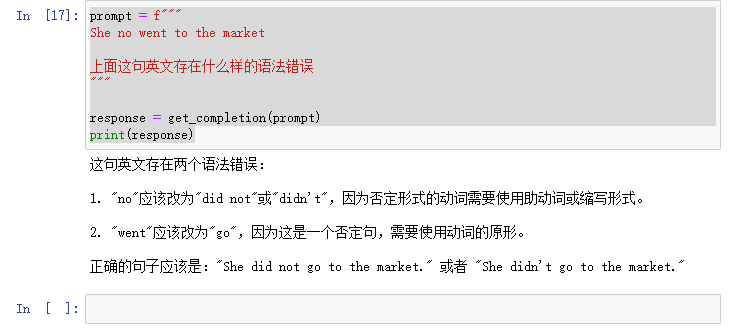 In [17]: prompt = f"""
She no went to the market
上面这句英文存在什么样的语法错误
"""
response = get_completion(prompt)
print(response)
这句英文存在两个语法错误：
1. "no"应该改为"did not"或"didn't"，因为否定形式的动词需要使用助动词或缩写形式。
2. "went"应该改为"go"，因为这是一个否定句，需要使用动词的原形。
正确的句子应该是："She did not go to the market." 或者 "She didn't go to the market."
In [ ]: